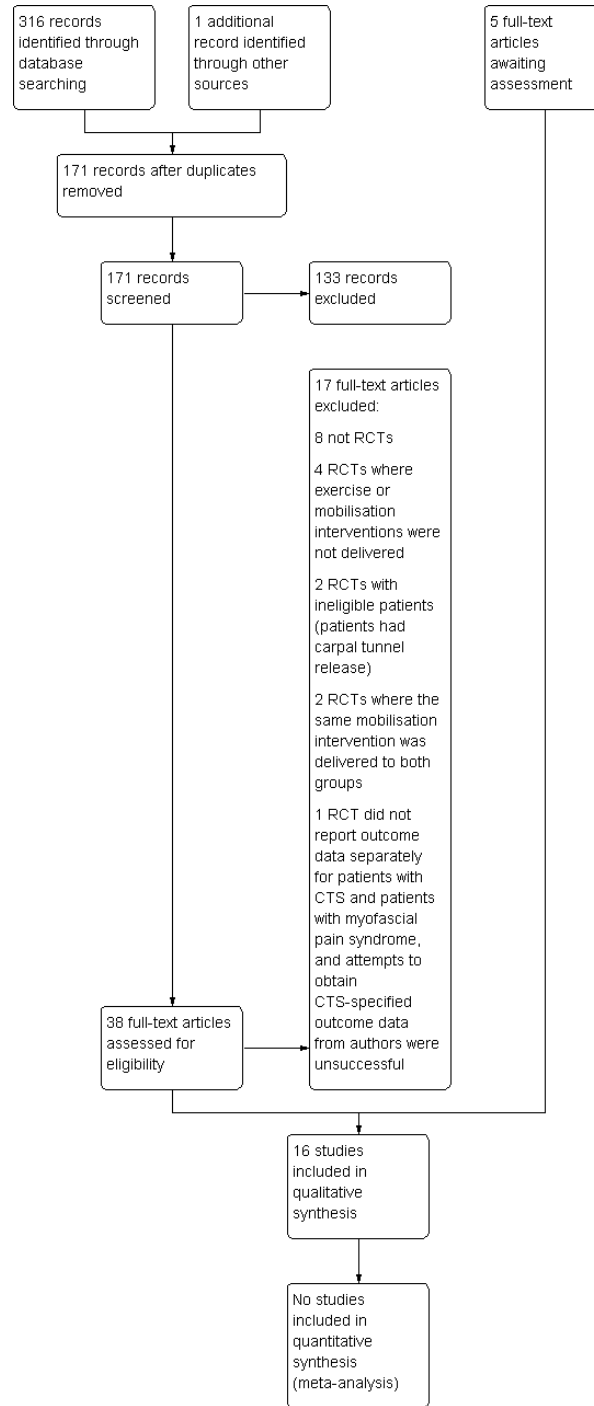 316 records
identified through
database
searching
1 additional
record identified
through other
sources
5 full-text
articles
awaiting
assessment
171 records after duplicates
removed
171 records
screened
133 records
excluded
17 full-text articles
excluded:
8 not RCTs
4 RCTs where
exercise or
mobilisation
interventions were
not delivered
2 RCTs with
ineligible patients
(patients had
carpal tunnel
release)
2 RCTs where the
same mobilisation
intervention was
delivered to both
groups
1 RCT did not
report outcome
data separately
for patients with
CTS and patients
with myofascial
pain syndrome,
and attempts to
obtain
CTS-specified
outcome data
from authors were
unsuccessful
38 full-text articles
assessed for
eligibility
16 studies
included in
qualitative
synthesis
No studies
included in
quantitative
synthesis
(meta-analysis)